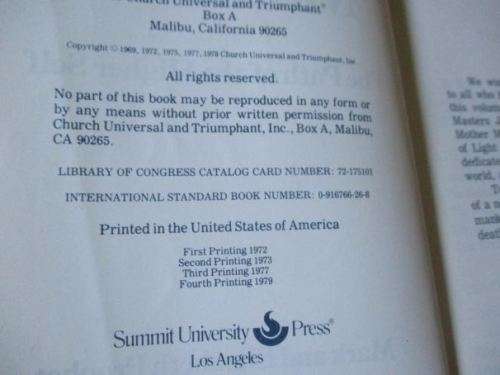 Church Universal and Triumphant®
Box A
Malibu, California 90265
Copyright © 1969, 1972, 1975, 1977, 1978 Church Universal and Triumphant, Inc.
All rights reserved.
No part of this book may be reproduced in any form or
by any means without prior written permission from
Church Universal and Triumphant, Inc., Box A, Malibu,
CA 90265.
LIBRARY OF CONGRESS CATALOG CARD NUMBER: 72-175101
INTERNATIONAL STANDARD BOOK NUMBER: 0-916766-26-8
Printed in the United States of America
First Printing 1972
Second Printing 1973
Third Printing 1977
Fourth Printing 1979
Summit University Press®
Los Angeles
We
to all who
this volu
Masters J
Mother
of Light
dedicate
world,
of a n
man
deat